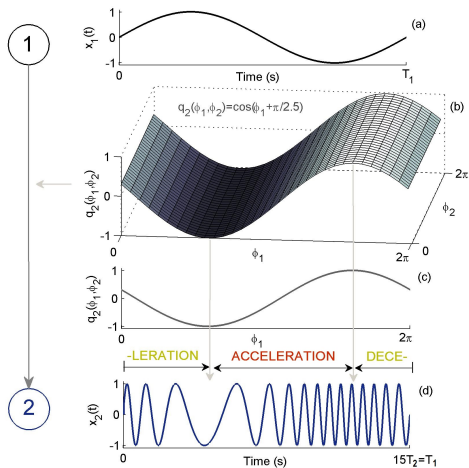 1
(a)
x1(t)
1
0
-1
0
Time (s)
T1
(b)
q2(ϕ1,ϕ2)=cos(ϕ1+π/2.5)
q2(ϕ1,ϕ2)
1
0
-1
0
ϕ1
2π
0
ϕ2
2π
(c)
q2(ϕ1,ϕ2)
1
0
-1
0
ϕ1
2π
-LERATION
ACCELERATION
DECE-
2
(d)
x2(t)
1
0
-1
0
Time (s)
15T2=T1